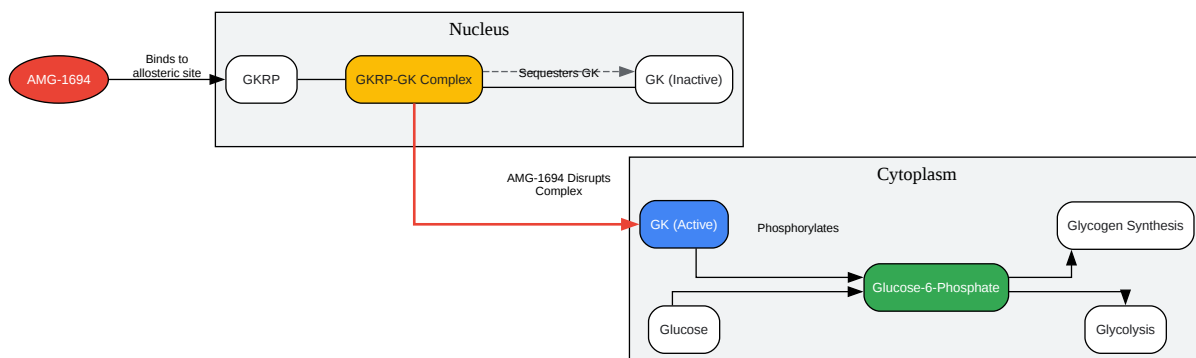 Nucleus
AMG-1694
Binds to
allosteric site
GKRP
GKRP-GK Complex
Sequesters GK
GK (Inactive)
AMG-1694 Disrupts
Complex
Cytoplasm
GK (Active)
Phosphorylates
Glycogen Synthesis
Glucose-6-Phosphate
Glucose
Glycolysis